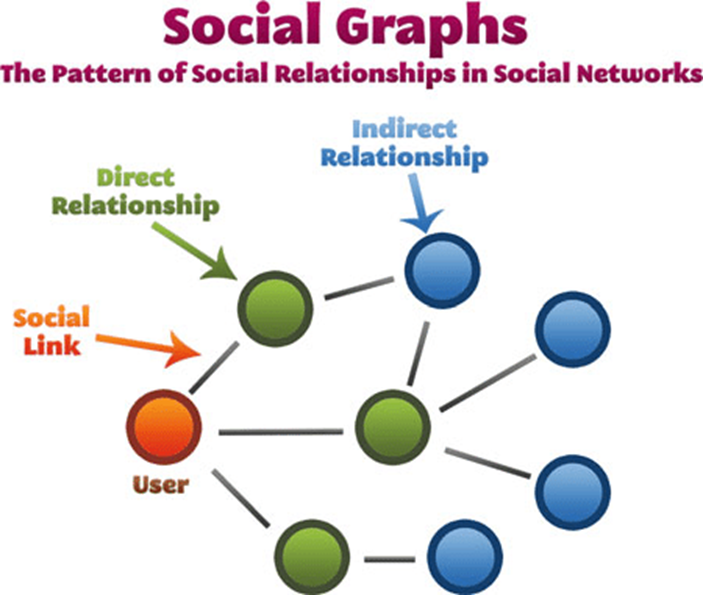 Social Graphs
The Pattern of Social Relationships in Social Networks
Indirect
Relationship
Direct
Relationship
Social
Link
User